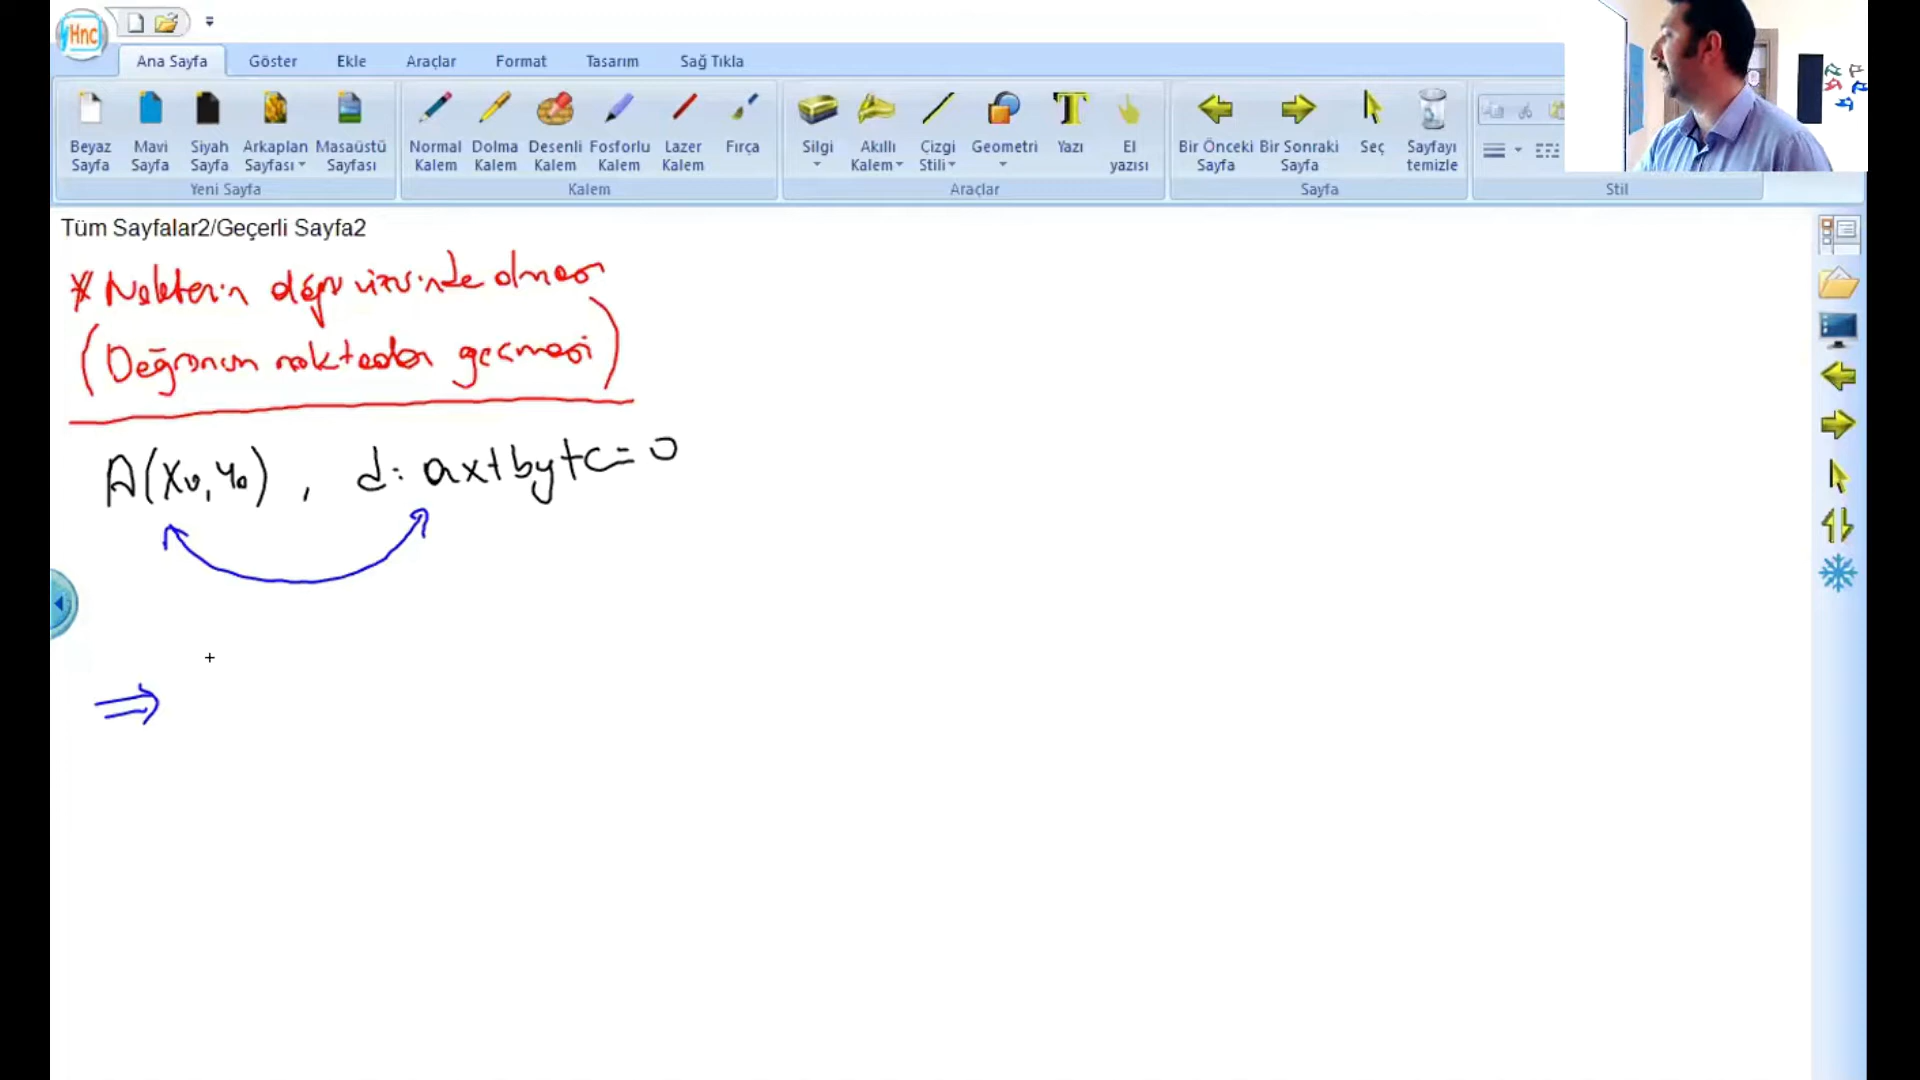 Hnc
Ana Sayfa Göster Ekle Araçlar Format Tasarım Sağ Tıkla
Beyaz Sayfa Mavi Sayfa Siyah Sayfa Arkaplan Sayfası Masaüstü Sayfası
Normal Kalem Dolma Kalem Desenli Kalem Fosforlu Kalem Lazer Kalem Fırça
Silgi Akıllı Kalem Çizgi Stili Geometri Yazı El yazısı
Bir Önceki Sayfa Bir Sonraki Sayfa Seç Sayfayı temizle
Yeni Sayfa Kalem Araçlar Sayfa Stil
Tüm Sayfalar2/Geçerli Sayfa2
* Noktanın doğru üzerinde olması
(Doğrunun noktadan geçmesi)
A(x₀,y₀) , d: ax+by+c=0
⇒